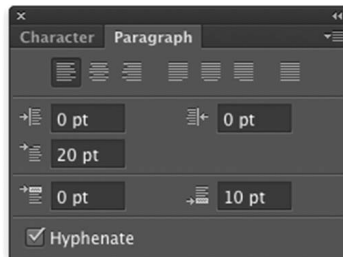 Character Paragraph
0 pt 0 pt
20 pt
0 pt 10 pt
Hyphenate